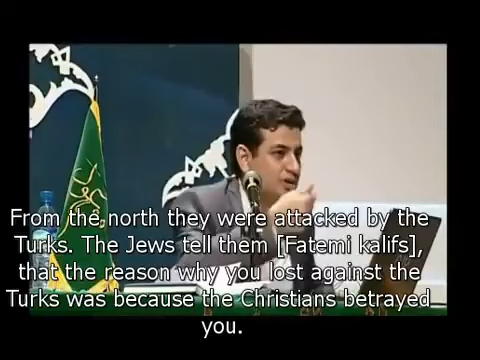 From the north they were attacked by the
Turks. The Jews tell them [Fatemi kalifs],
that the reason why you lost against the
Turks was because the Christians betrayed
you.